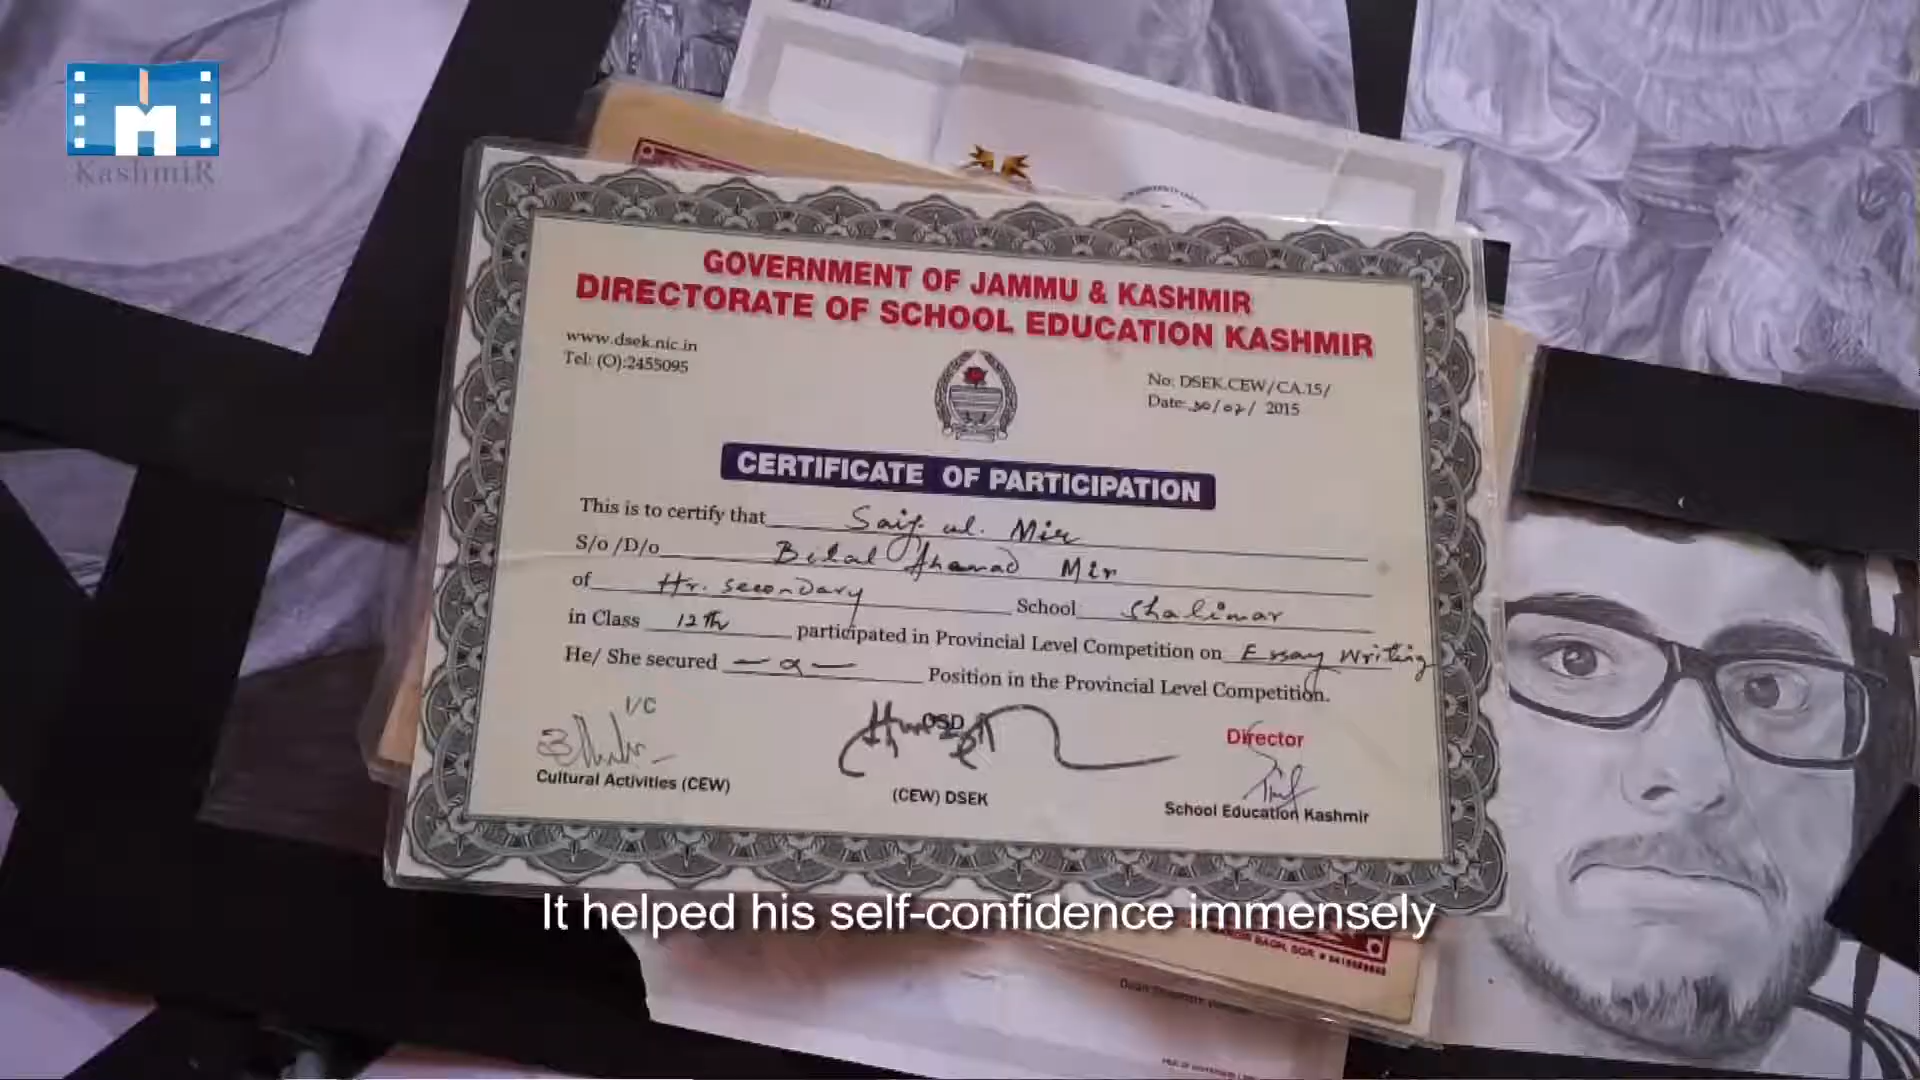 M
KashmiR
GOVERNMENT OF JAMMU & KASHMIR
DIRECTORATE OF SCHOOL EDUCATION KASHMIR
www.dsek.nic.in
Tel: (O):2455095
No: DSEK.CEW/CA.15/
Date: 30/07/ 2015
CERTIFICATE OF PARTICIPATION
This is to certify that Saif ul. Mir
S/o /D/o Bilal Ahamad Mir
of Hr. secondary School Shalimar
in Class 12th participated in Provincial Level Competition on Essay Writing
He/ She secured Position in the Provincial Level Competition.
I/C
OSD
Director
Cultural Activities (CEW)
(CEW) DSEK
School Education Kashmir
It helped his self-confidence immensely